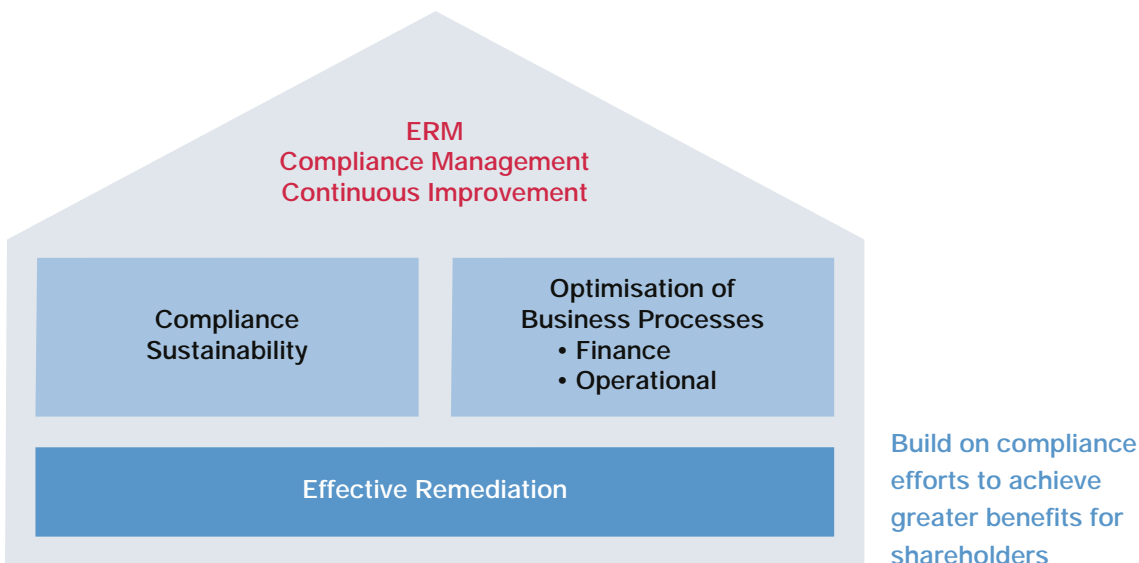 ERM
Compliance Management
Continuous Improvement
Compliance
Sustainability
Optimisation of
Business Processes
• Finance
• Operational
Effective Remediation
Build on compliance
efforts to achieve
greater benefits for
shareholders